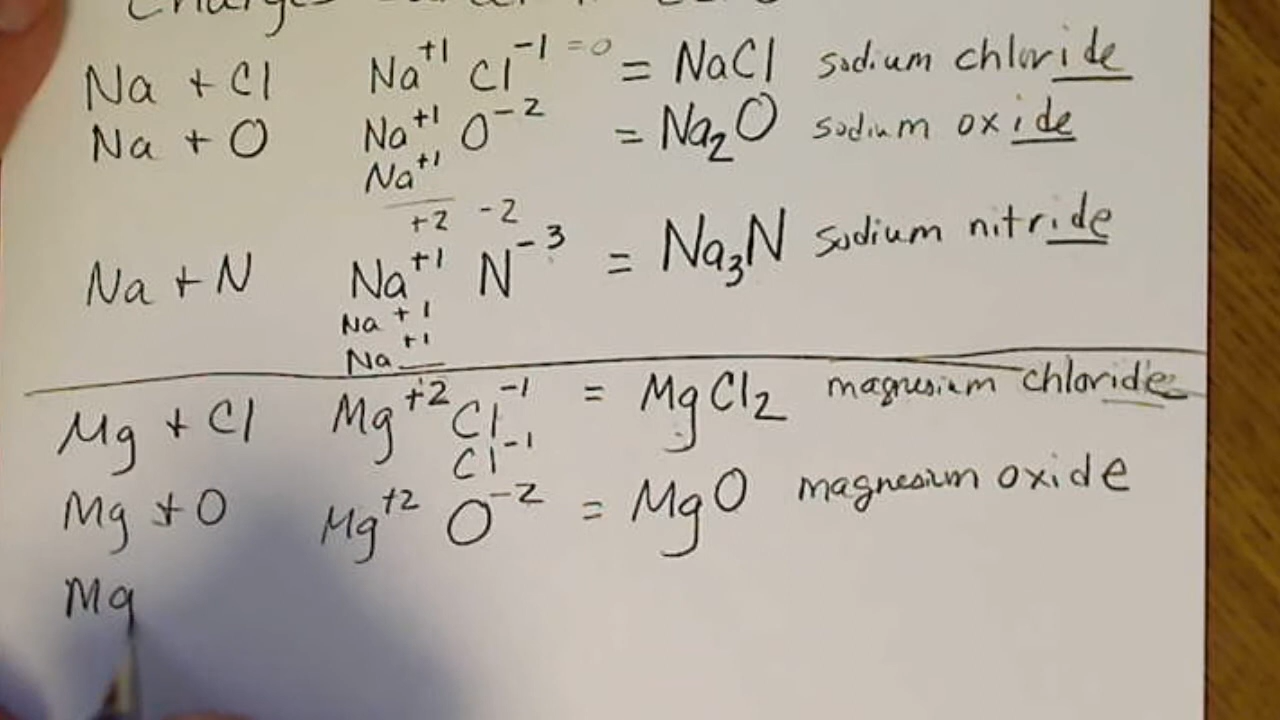 Na + Cl Na+1 Cl-1 = 0 = NaCl sodium chloride
Na + O Na+1 O-2 = Na2O sodium oxide
Na+1
+2 -2
Na + N Na+1 N-3 = Na3N sodium nitride
Na +1
Na +1
Mg + Cl Mg+2 Cl-1 = MgCl2 magnesium chloride
Cl-1
Mg + O Mg+2 O-2 = MgO magnesium oxide
Mg